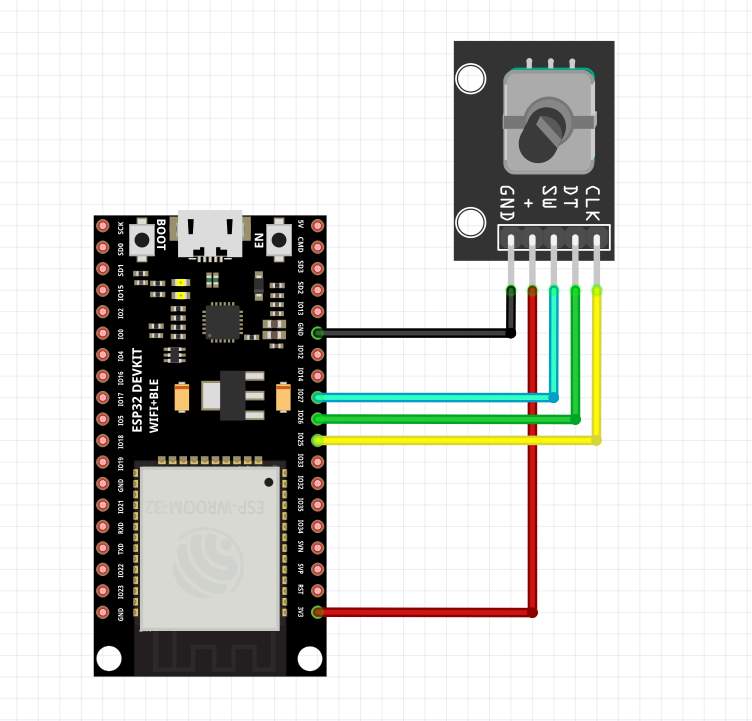 GND
+
SW
DT
CLK
BOOT
EN
SCK
SD0
SD1
IO15
IO2
IO0
IO4
IO16
IO17
IO5
IO18
IO19
GND
IO21
RXD
TXD
IO22
IO23
GND
5V
CMD
SD3
SD2
IO13
GND
IO12
IO14
IO27
IO26
IO25
IO33
IO32
IO35
IO34
SVN
SVP
RST
3V3
ESP32 DEVKIT
WIFI+BLE
ESP-WROOM-32